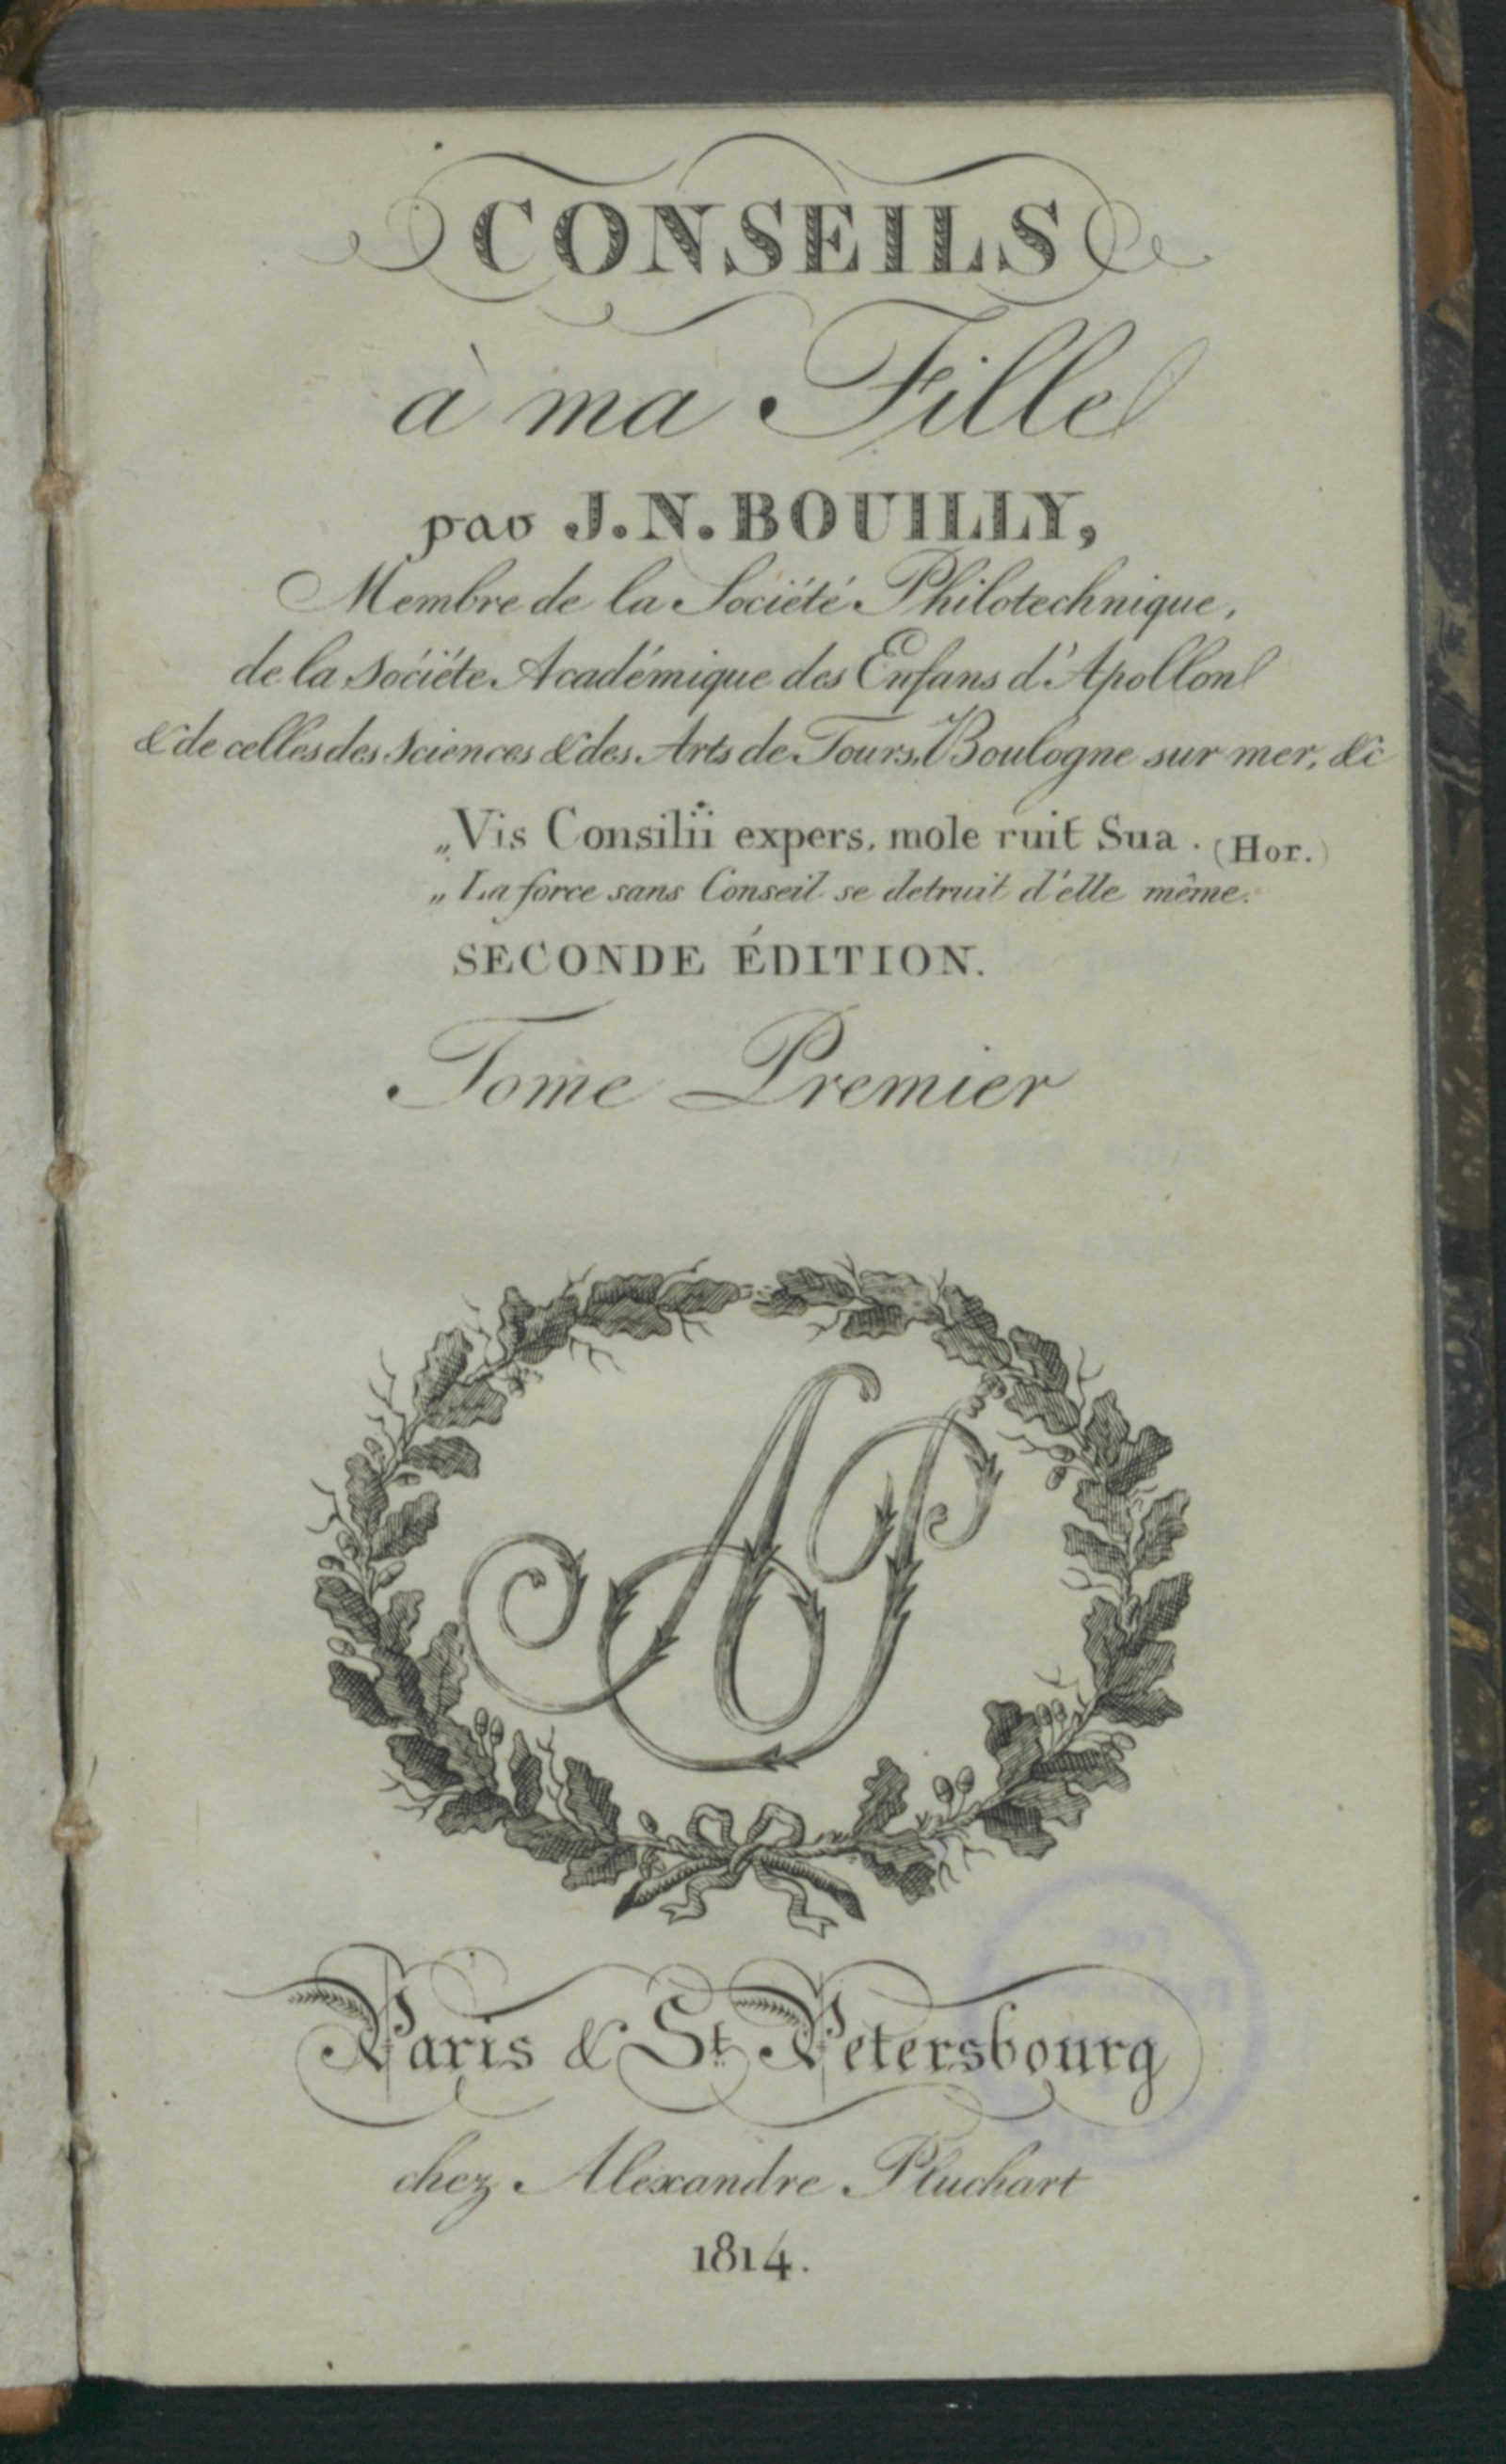 CONSEILS
à ma Fille
par J. N. BOUILLY,
Membre de la Société Philotechnique,
de la Sociéte Académique des Enfans d'Apollon
& de celles des Sciences & des Arts de Tours, Boulogne sur mer, &c
„Vis Consilii expers, mole ruit Sua. (Hor.)
„La force sans Conseil se detruit d'elle même.
SECONDE ÉDITION.
Tome Premier
AP
Paris & St. Petersbourg
chez Alexandre Pluchart
1814.